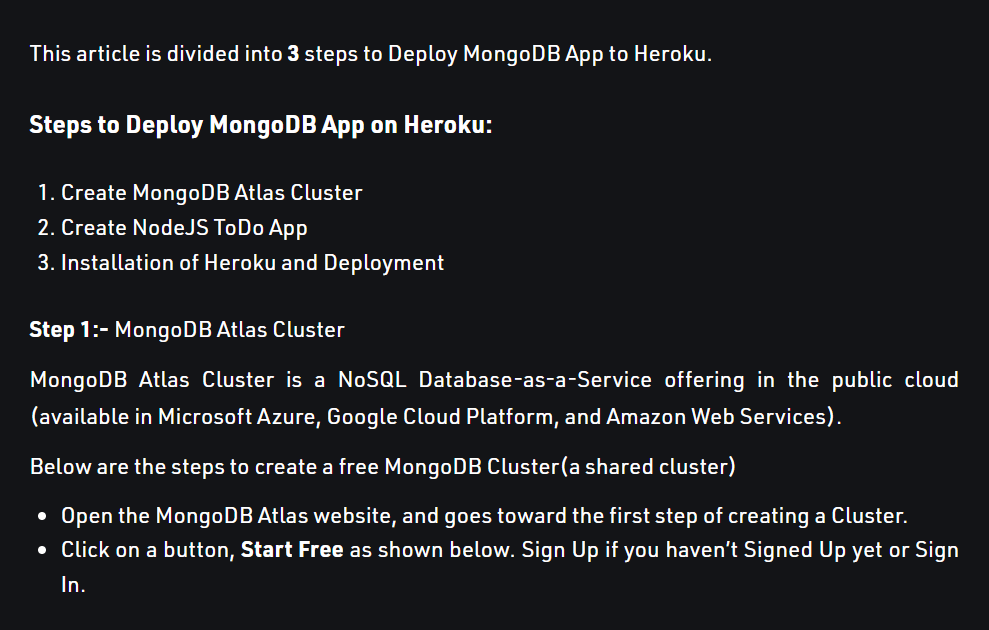 This article is divided into 3 steps to Deploy MongoDB App to Heroku.
Steps to Deploy MongoDB App on Heroku:
1. Create MongoDB Atlas Cluster
2. Create NodeJS ToDo App
3. Installation of Heroku and Deployment
Step 1:- MongoDB Atlas Cluster
MongoDB Atlas Cluster is a NoSQL Database-as-a-Service offering in the public cloud
(available in Microsoft Azure, Google Cloud Platform, and Amazon Web Services).
Below are the steps to create a free MongoDB Cluster(a shared cluster)
• Open the MongoDB Atlas website, and goes toward the first step of creating a Cluster.
• Click on a button, Start Free as shown below. Sign Up if you haven’t Signed Up yet or Sign
In.